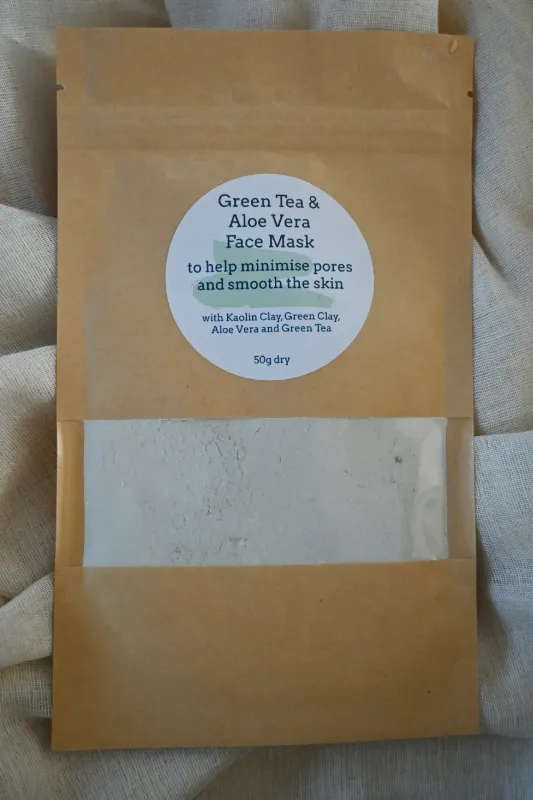 Green Tea &
Aloe Vera
Face Mask
to help minimise pores
and smooth the skin
with Kaolin Clay, Green Clay,
Aloe Vera and Green Tea
50g dry